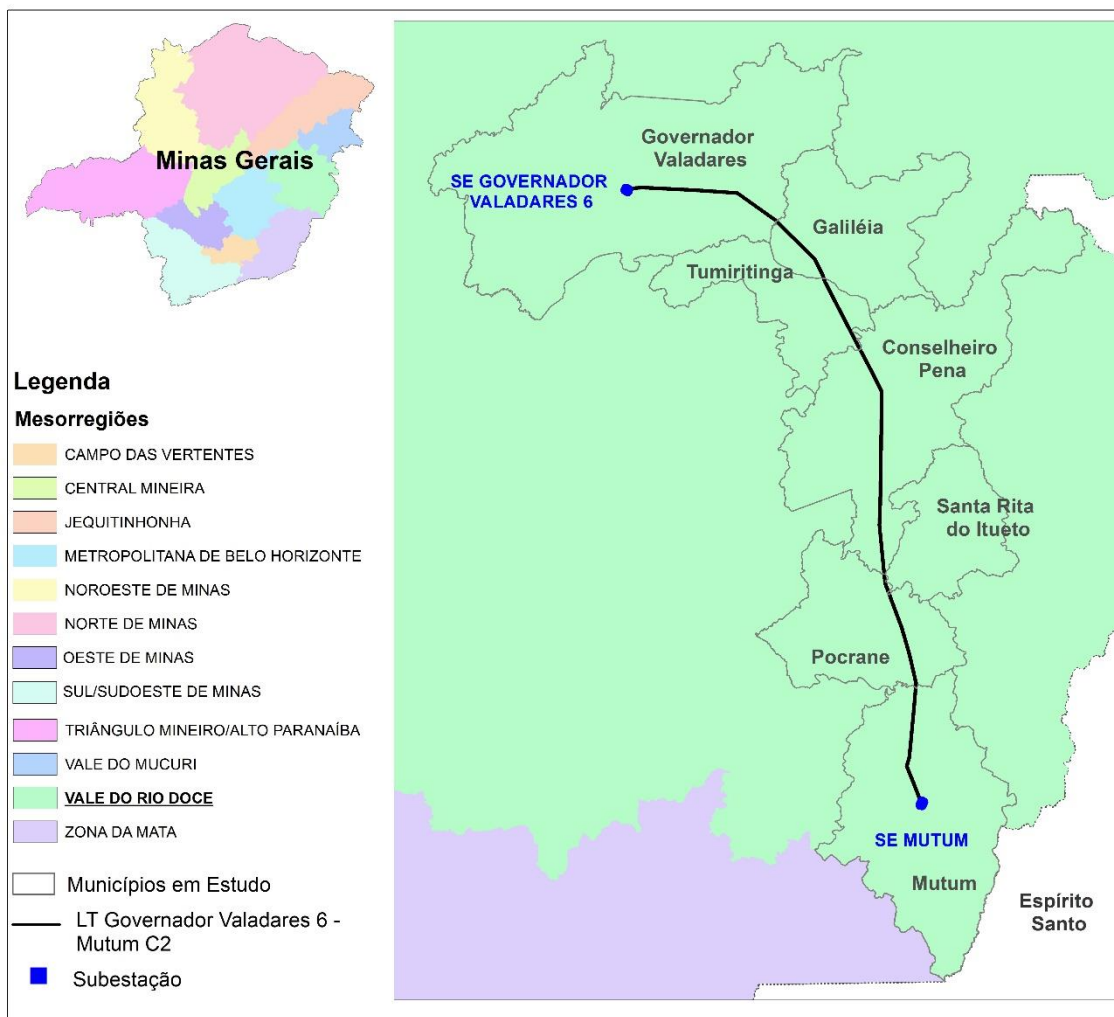 Minas Gerais
Legenda
Mesorregiões
CAMPO DAS VERTENTES
CENTRAL MINEIRA
JEQUITINHONHA
METROPOLITANA DE BELO HORIZONTE
NOROESTE DE MINAS
NORTE DE MINAS
OESTE DE MINAS
SUL/SUDOESTE DE MINAS
TRIÂNGULO MINEIRO/ALTO PARANAÍBA
VALE DO MUCURI
VALE DO RIO DOCE
ZONA DA MATA
Municípios em Estudo
LT Governador Valadares 6 -
Mutum C2
Subestação
Governador
Valadares
SE GOVERNADOR
VALADARES 6
Galiléia
Tumiritinga
Conselheiro
Pena
Santa Rita
do Itueto
Pocrane
SE MUTUM
Mutum
Espírito
Santo